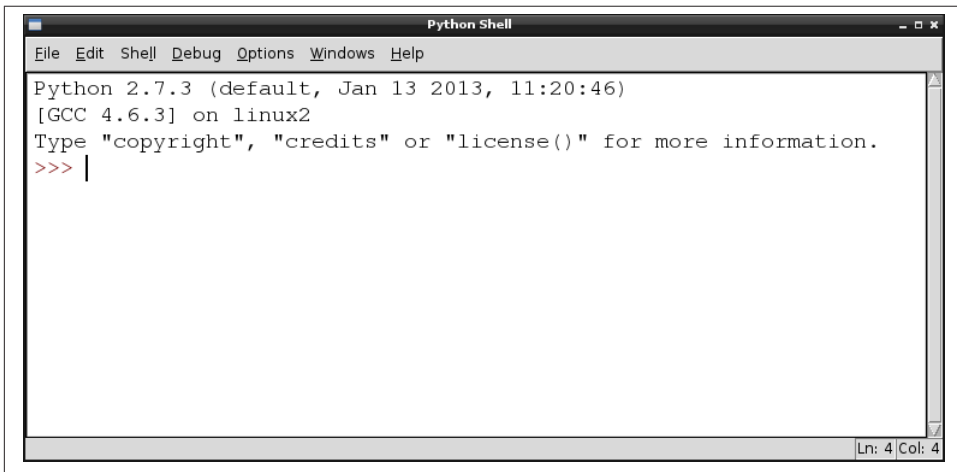 Python Shell
File Edit Shell Debug Options Windows Help
Python 2.7.3 (default, Jan 13 2013, 11:20:46)
[GCC 4.6.3] on linux2
Type "copyright", "credits" or "license()" for more information.
>>>
Ln: 4 Col: 4